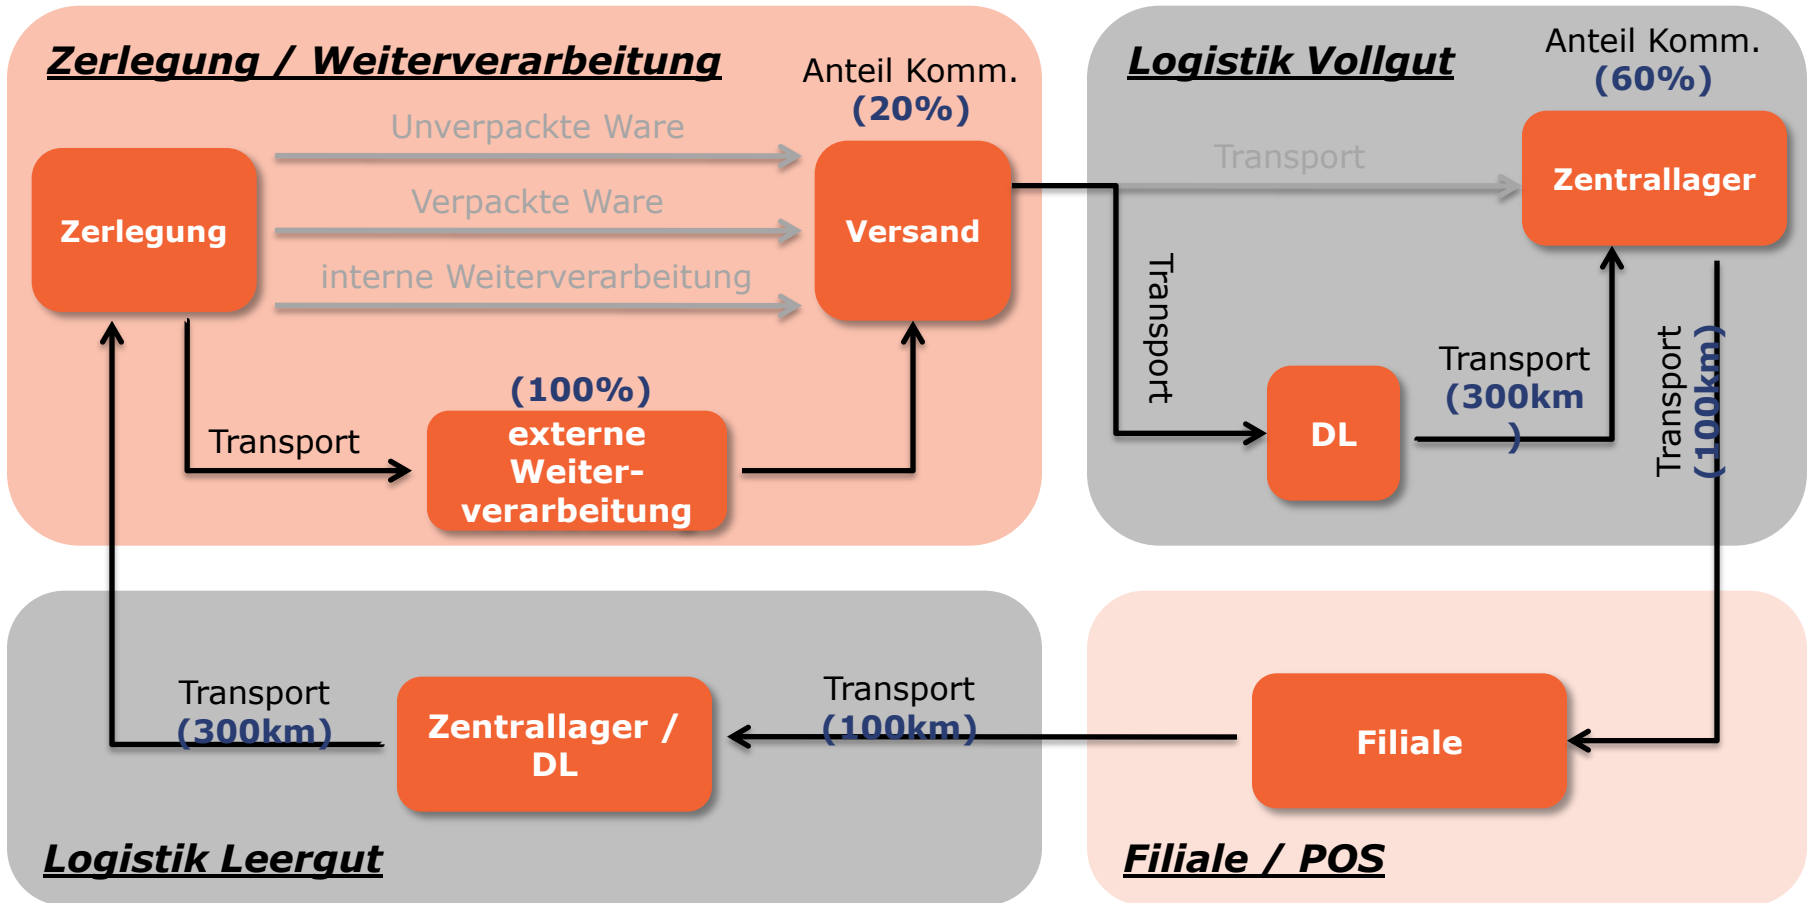 Zerlegung / Weiterverarbeitung
Anteil Komm.
(20%)
Unverpackte Ware
Verpackte Ware
interne Weiterverarbeitung
Zerlegung
Versand
Transport
(100%)
externe
Weiter-
verarbeitung
Logistik Vollgut
Anteil Komm.
(60%)
Transport
Zentrallager
Transport
DL
Transport
(300km
)
Transport
(100km)
Transport
(300km)
Zentrallager /
DL
Transport
(100km)
Logistik Leergut
Filiale
Filiale / POS